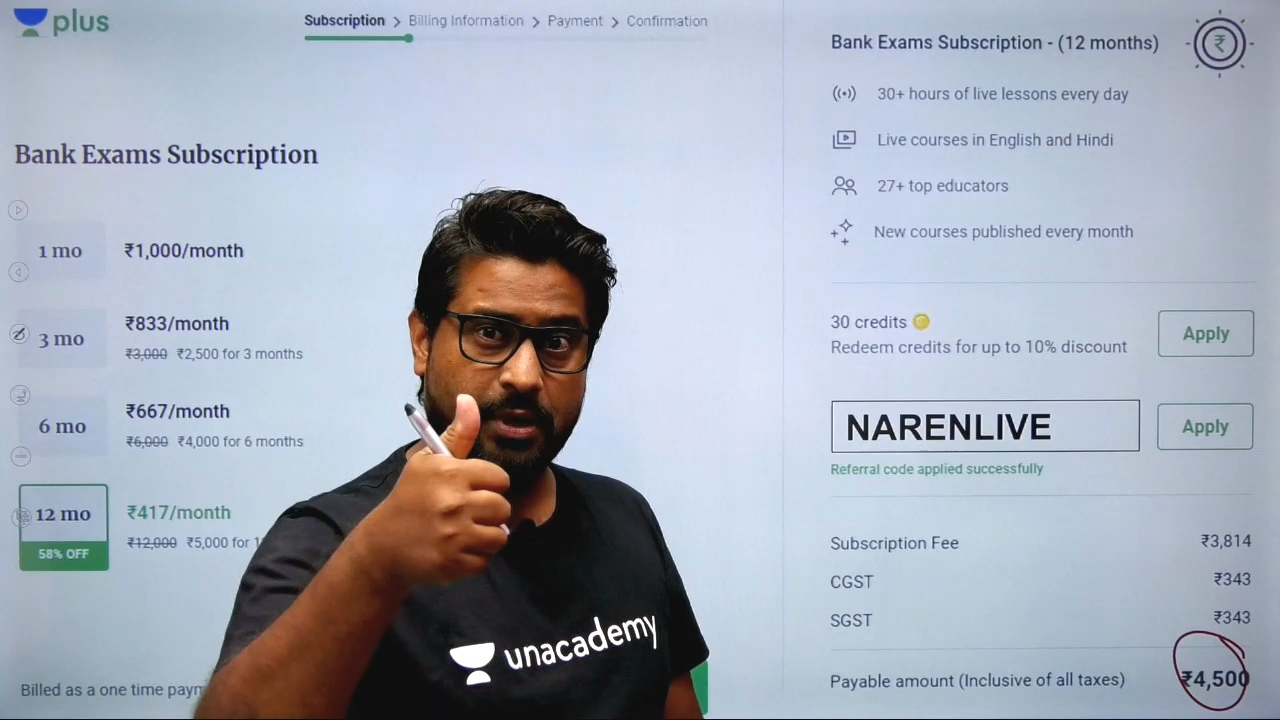 plus
Subscription > Billing Information > Payment > Confirmation
Bank Exams Subscription
1 mo ₹1,000/month
3 mo ₹833/month
₹3,000 ₹2,500 for 3 months
6 mo ₹667/month
₹6,000 ₹4,000 for 6 months
12 mo ₹417/month
58% OFF ₹12,000 ₹5,000 for
Billed as a one time
unacademy
Bank Exams Subscription - (12 months)
30+ hours of live lessons every day
Live courses in English and Hindi
27+ top educators
New courses published every month
30 credits
Redeem credits for up to 10% discount
Apply
NARENLIVE
Apply
Referral code applied successfully
Subscription Fee ₹3,814
CGST ₹343
SGST ₹343
Payable amount (Inclusive of all taxes) ₹4,500